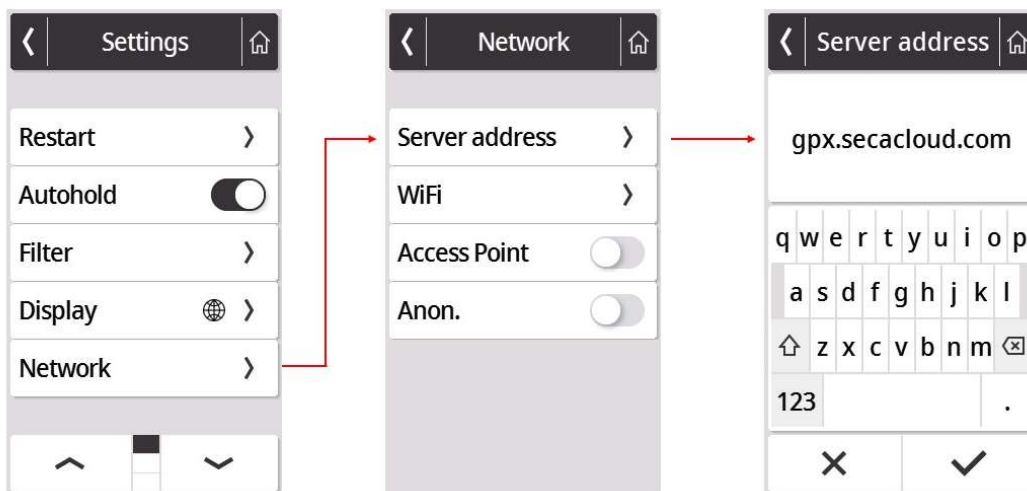 Settings
Restart
Autohold
Filter
Display
Network
Network
Server address
WiFi
Access Point
Anon.
Server address
gpx.secacloud.com
q w e r t y u i o p
a s d f g h j k l
z x c v b n m
123 .